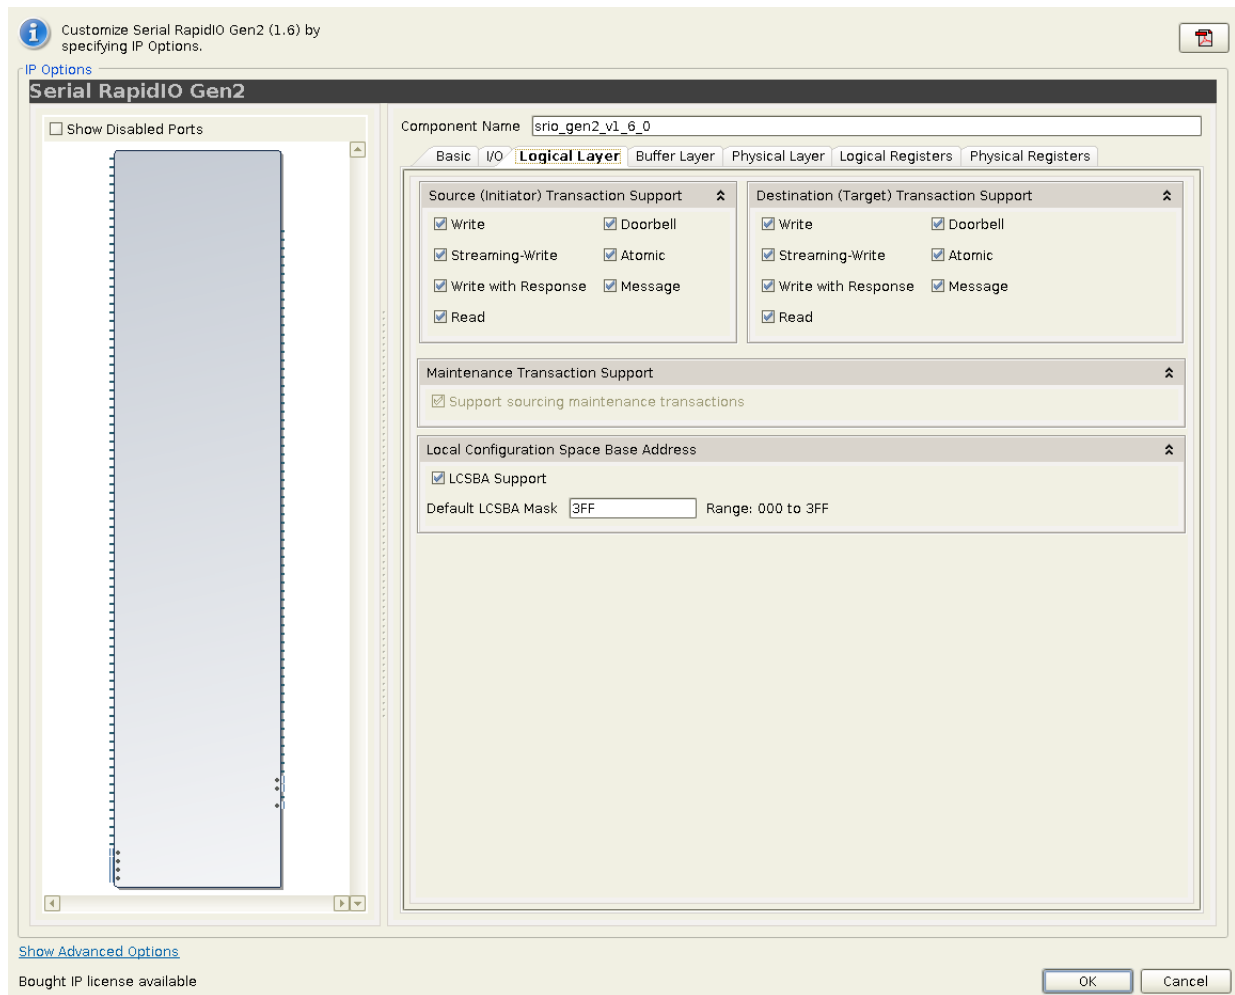 Customize Serial RapidIO Gen2 (1.6) by
specifying IP Options.
IP Options
Serial RapidIO Gen2
Show Disabled Ports
Component Name srio_gen2_v1_6_0
Basic I/O Logical Layer Buffer Layer Physical Layer Logical Registers Physical Registers
Source (Initiator) Transaction Support
Write Doorbell
Streaming-Write Atomic
Write with Response Message
Read
Destination (Target) Transaction Support
Write Doorbell
Streaming-Write Atomic
Write with Response Message
Read
Maintenance Transaction Support
Support sourcing maintenance transactions
Local Configuration Space Base Address
LCSBA Support
Default LCSBA Mask 3FF Range: 000 to 3FF
Show Advanced Options
Bought IP license available
OK Cancel